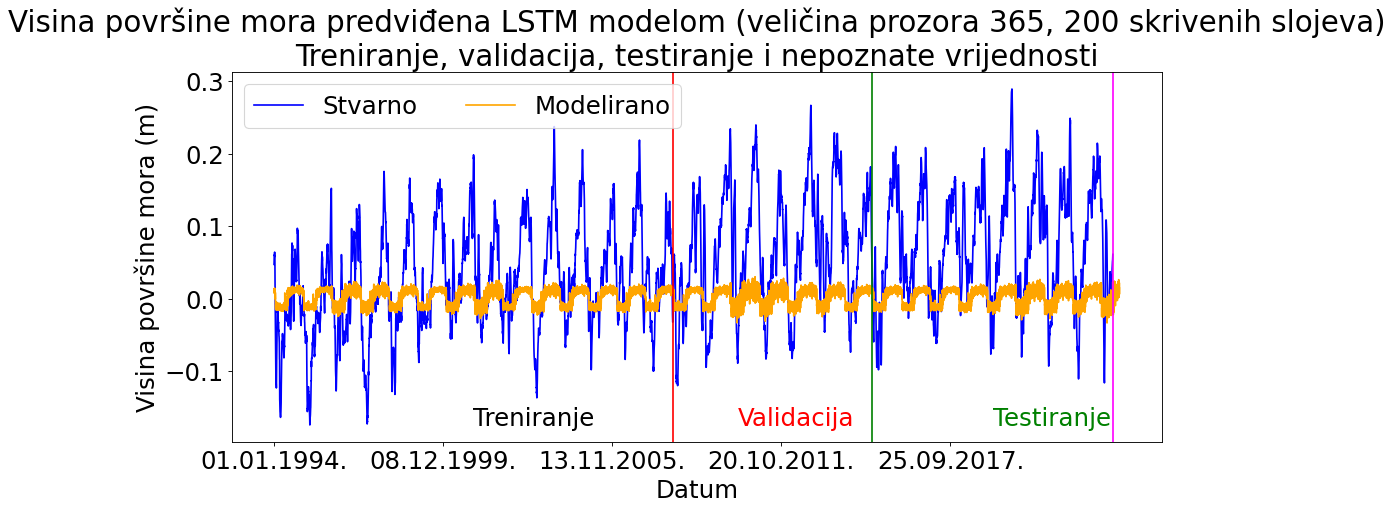 Visina površine mora predviđena LSTM modelom (veličina prozora 365, 200 skrivenih slojeva)
Treniranje, validacija, testiranje i nepoznate vrijednosti
Stvarno
Modelirano
Visina površine mora (m)
0.3
0.2
0.1
0.0
−0.1
Treniranje
Validacija
Testiranje
01.01.1994.
08.12.1999.
13.11.2005.
20.10.2011.
25.09.2017.
Datum